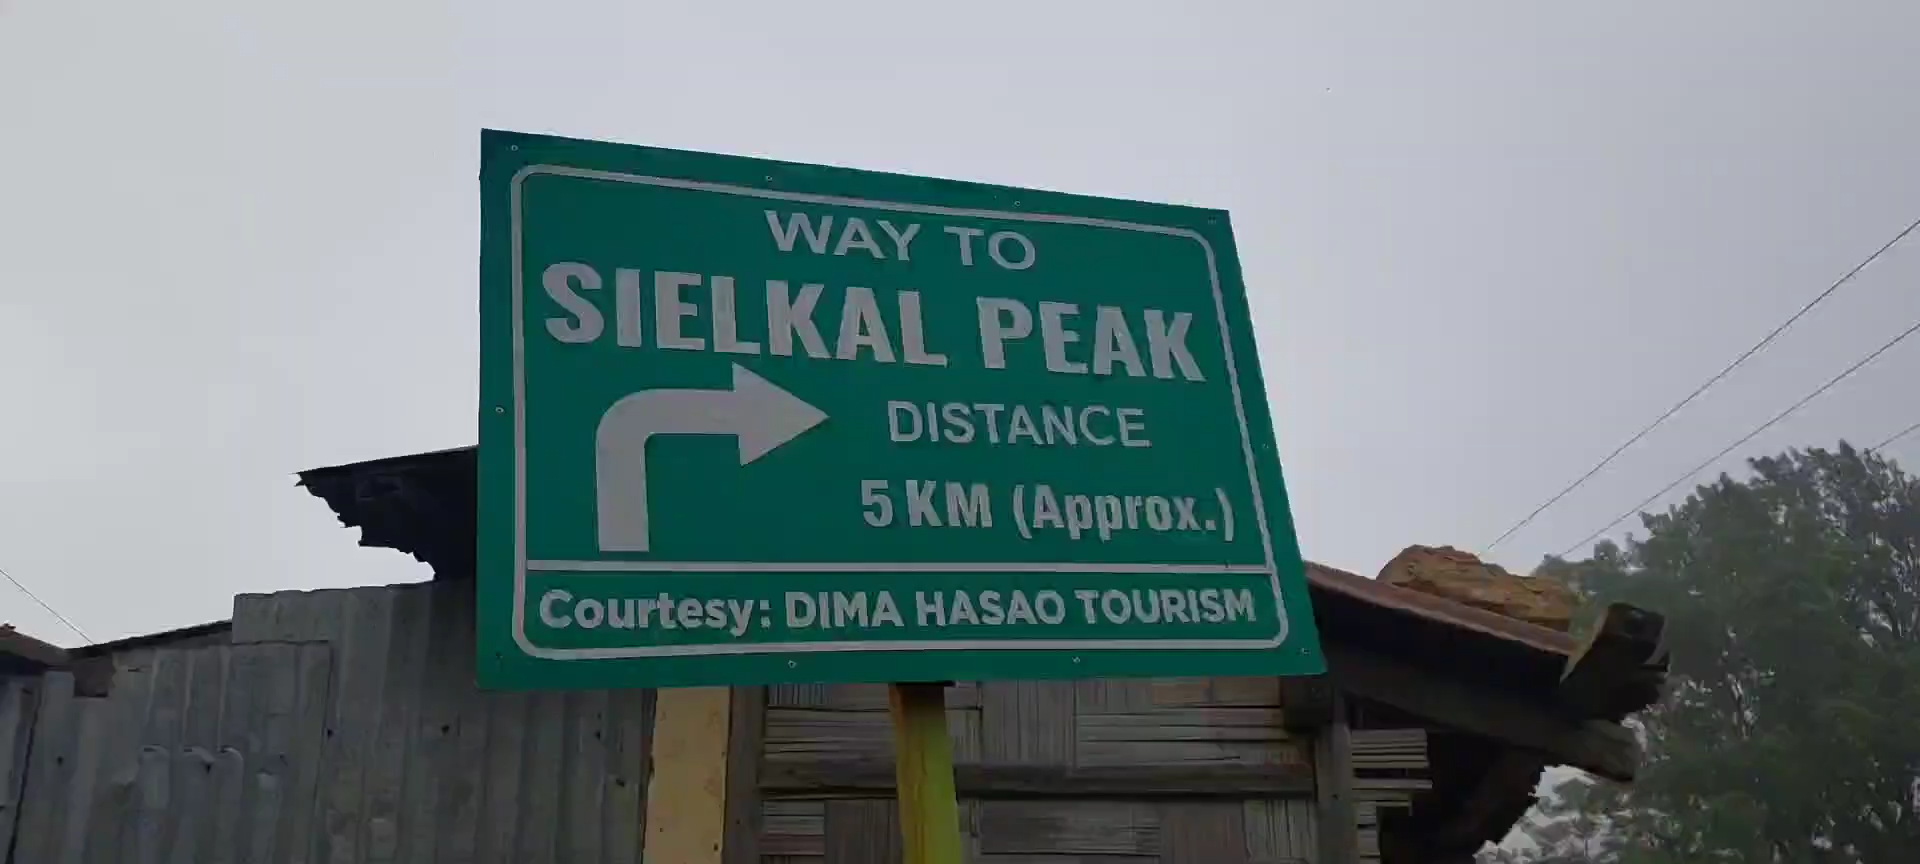 WAY TO
SIELKAL PEAK
DISTANCE
5 KM (Approx.)
Courtesy: DIMA HASAO TOURISM